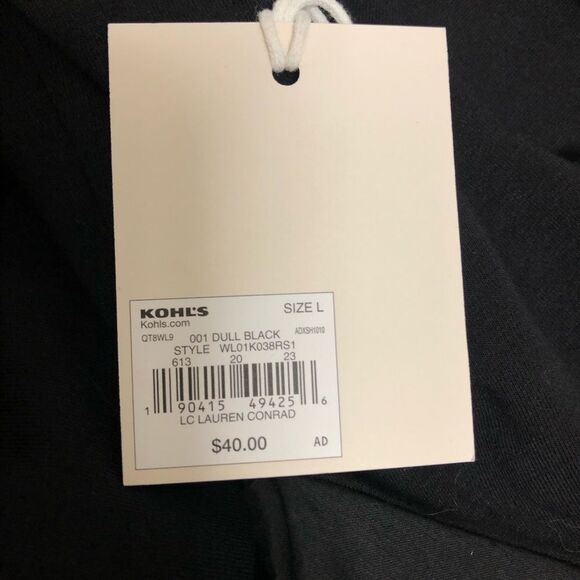 KOHL'S SIZE L
Kohls.com
QT8WL9 001 DULL BLACK ADXSH1010
STYLE WL01K038RS1
613 20 23
1 90415 49425 6
LC LAUREN CONRAD
$40.00 AD